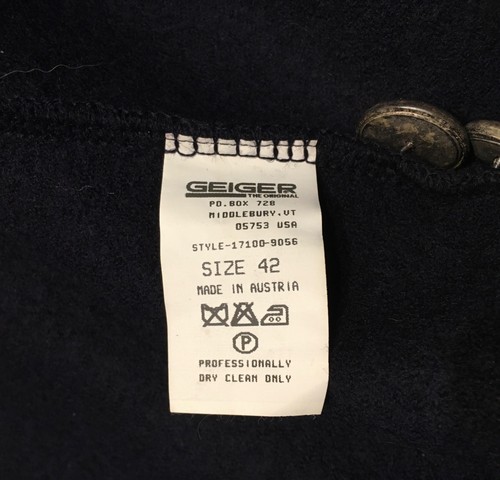 GEIGER
THE ORIGINAL
PO.BOX 728
MIDDLEBURY.VT
05753 USA
STYLE-17100-9056
SIZE 42
MADE IN AUSTRIA
P
PROFESSIONALLY
DRY CLEAN ONLY